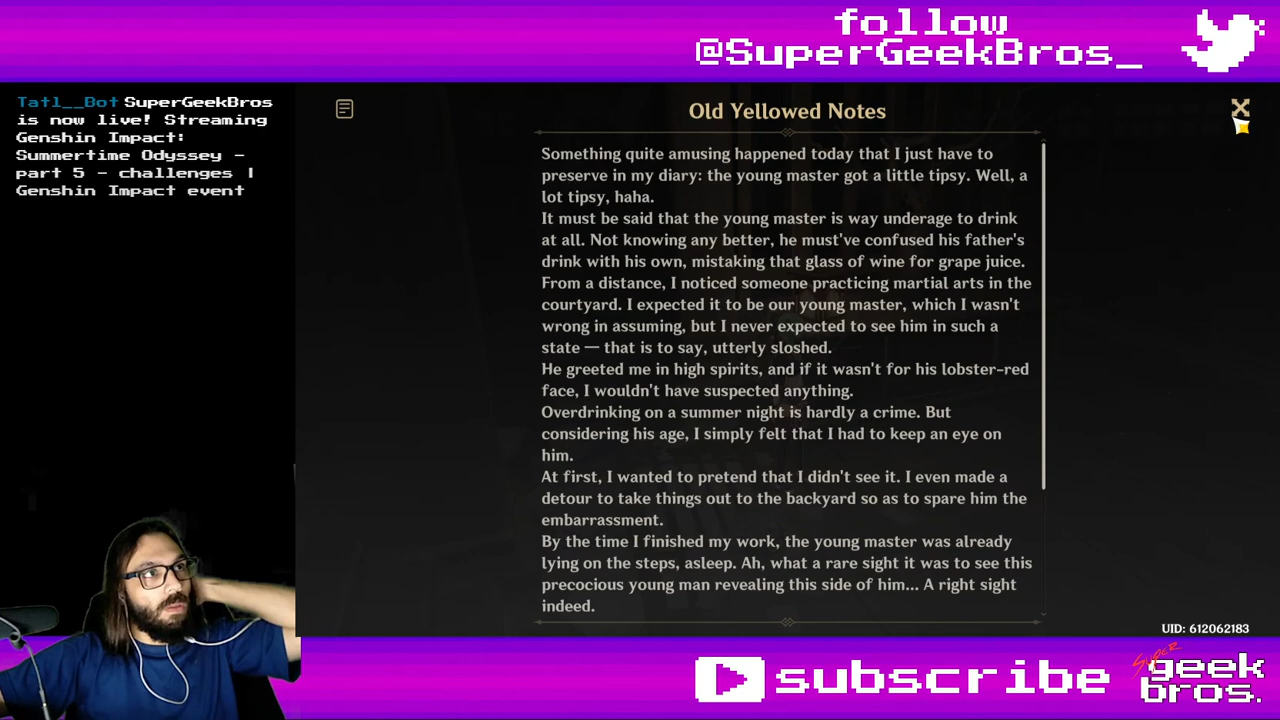 follow
@SuperGeekBros_
Tatl__Bot SuperGeekBros
is now live! Streaming
Genshin Impact:
Summertime Odyssey -
part 5 - challenges |
Genshin Impact event
Old Yellowed Notes
Something quite amusing happened today that I just have to
preserve in my diary: the young master got a little tipsy. Well, a
lot tipsy, haha.
It must be said that the young master is way underage to drink
at all. Not knowing any better, he must've confused his father's
drink with his own, mistaking that glass of wine for grape juice.
From a distance, I noticed someone practicing martial arts in the
courtyard. I expected it to be our young master, which I wasn't
wrong in assuming, but I never expected to see him in such a
state — that is to say, utterly sloshed.
He greeted me in high spirits, and if it wasn't for his lobster-red
face, I wouldn't have suspected anything.
Overdrinking on a summer night is hardly a crime. But
considering his age, I simply felt that I had to keep an eye on
him.
At first, I wanted to pretend that I didn't see it. I even made a
detour to take things out to the backyard so as to spare him the
embarrassment.
By the time I finished my work, the young master was already
lying on the steps, asleep. Ah, what a rare sight it was to see this
precocious young man revealing this side of him... A right sight
indeed.
UID: 612062183
subscribe
SUPER
geek
bros.